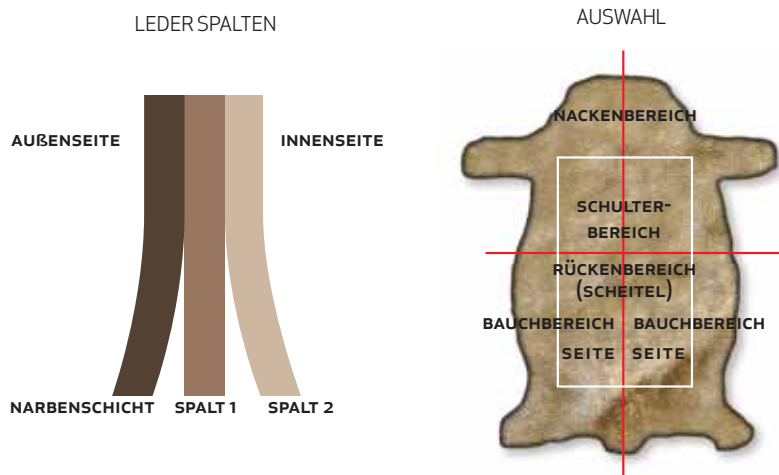 LEDER SPALTEN
AUßENSEITE
INNENSEITE
NARBENSCHICHT
SPALT 1
SPALT 2
AUSWAHL
NACKENBEREICH
SCHULTER-
BEREICH
RÜCKENBEREICH
(SCHEITEL)
BAUCHBEREICH
BAUCHBEREICH
SEITE
SEITE